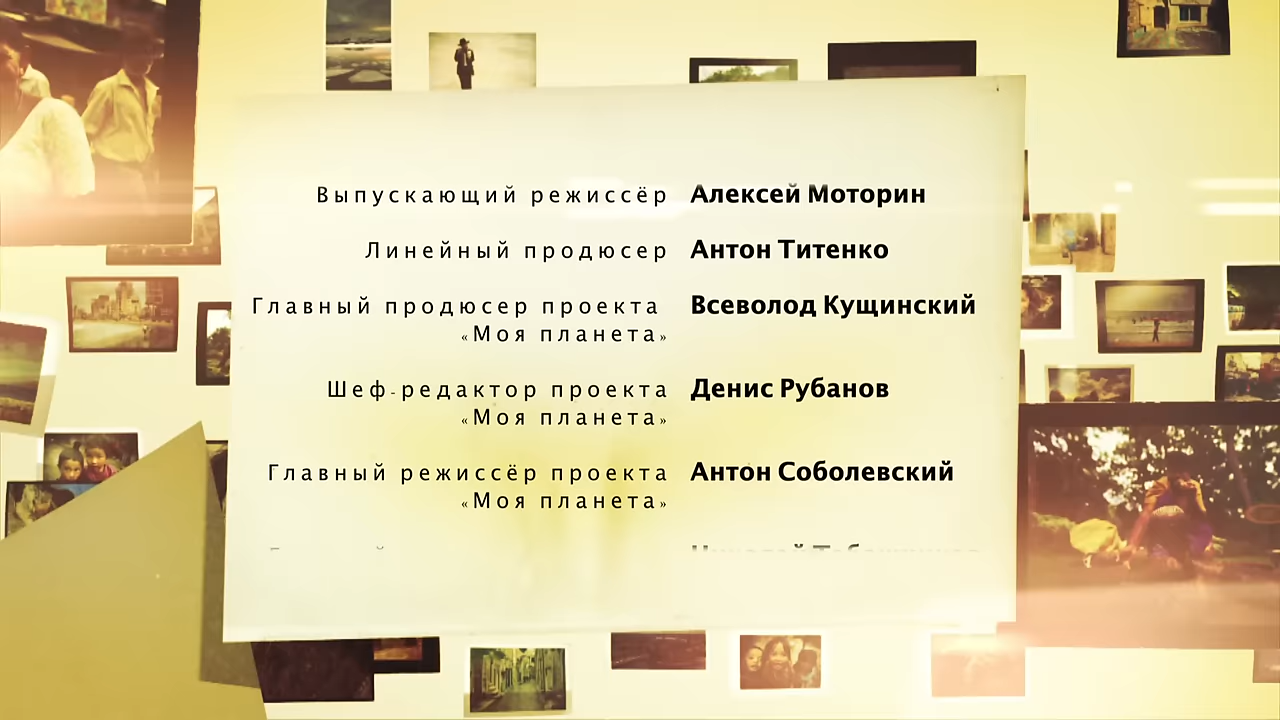 Выпускающий режиссёр Алексей Моторин
Линейный продюсер Антон Титенко
Главный продюсер проекта Всеволод Кущинский
«Моя планета»
Шеф-редактор проекта Денис Рубанов
«Моя планета»
Главный режиссёр проекта Антон Соболевский
«Моя планета»